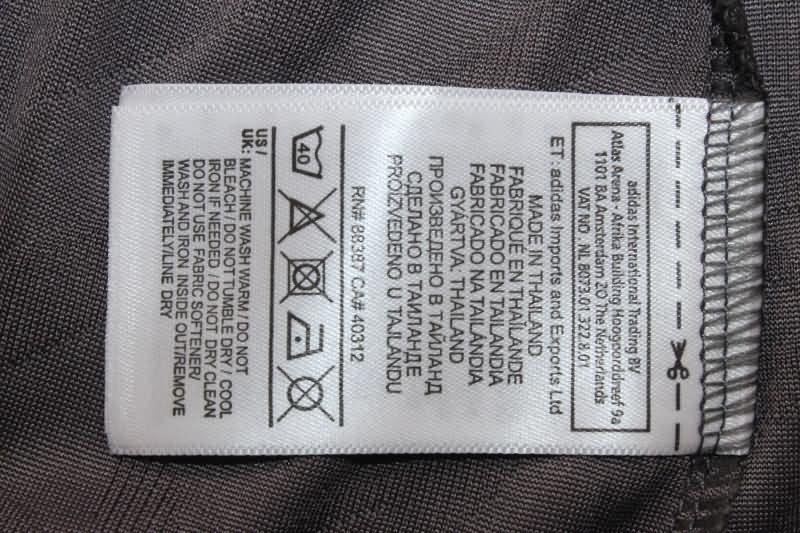 adidas International Trading BV
Atlas Arena - Afrika Building Hoogoorddreef 9a
1101 BA Amsterdam ZO The Netherlands
VAT NO . NL 8073.01.322.B.01
ET : adidas Imports and Exports Ltd
MADE IN THAILAND
FABRIQUE EN THAÏLANDE
FABRICADO EN TAILANDIA
FABRICADO NA TAILÂNDIA
GYÁRTVA: THAILAND
ПРОИЗВЕДЕНО В ТАЙЛАНД
СДЕЛАНО В ТАИЛАНДЕ
PROIZVEDENO U TAJLANDU
RN# 88387 CA# 40312
40
US /
UK: MACHINE WASH WARM / DO NOT
BLEACH / DO NOT TUMBLE DRY / COOL
IRON IF NEEDED / DO NOT DRY CLEAN
DO NOT USE FABRIC SOFTENER/
WASH AND IRON INSIDE OUT/REMOVE
IMMEDIATELY/LINE DRY